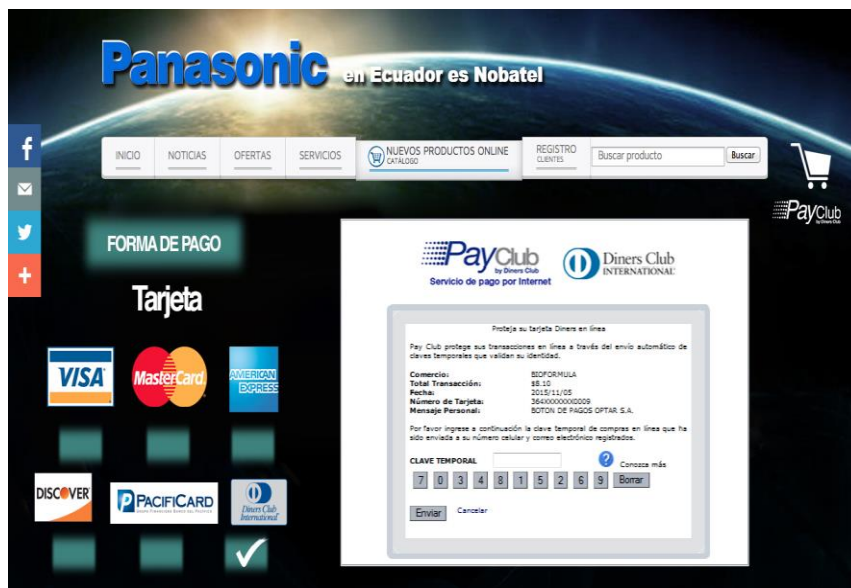 Panasonic en Ecuador es Nobatel
INICIO
NOTICIAS
OFERTAS
SERVICIOS
NUEVOS PRODUCTOS ONLINE
CATÁLOGO
REGISTRO
CLIENTES
Buscar producto
Buscar
PayClub
by Diners Club
FORMA DE PAGO
Tarjeta
VISA
MasterCard
AMERICAN
EXPRESS
DISCOVER
PACIFICARD
Diners Club
International
PayClub
by Diners Club
Servicio de pago por Internet
Diners Club
INTERNATIONAL
Proteja su tarjeta Diners en línea
Pay Club protege sus transacciones en línea a través del envío automático de
claves temporales que validan su identidad.
Comercio: BIOFORMULA
Total Transacción: $8.10
Fecha: 2015/11/05
Número de Tarjeta: 364XXXXXXX0009
Mensaje Personal: BOTON DE PAGOS OPTAR S.A.
Por favor ingrese a continuación la clave temporal de compras en línea que ha
sido enviada a su número celular y correo electrónico registrados.
CLAVE TEMPORAL
? Conozca más
7 0 3 4 8 1 5 2 6 9 Borrar
Enviar Cancelar